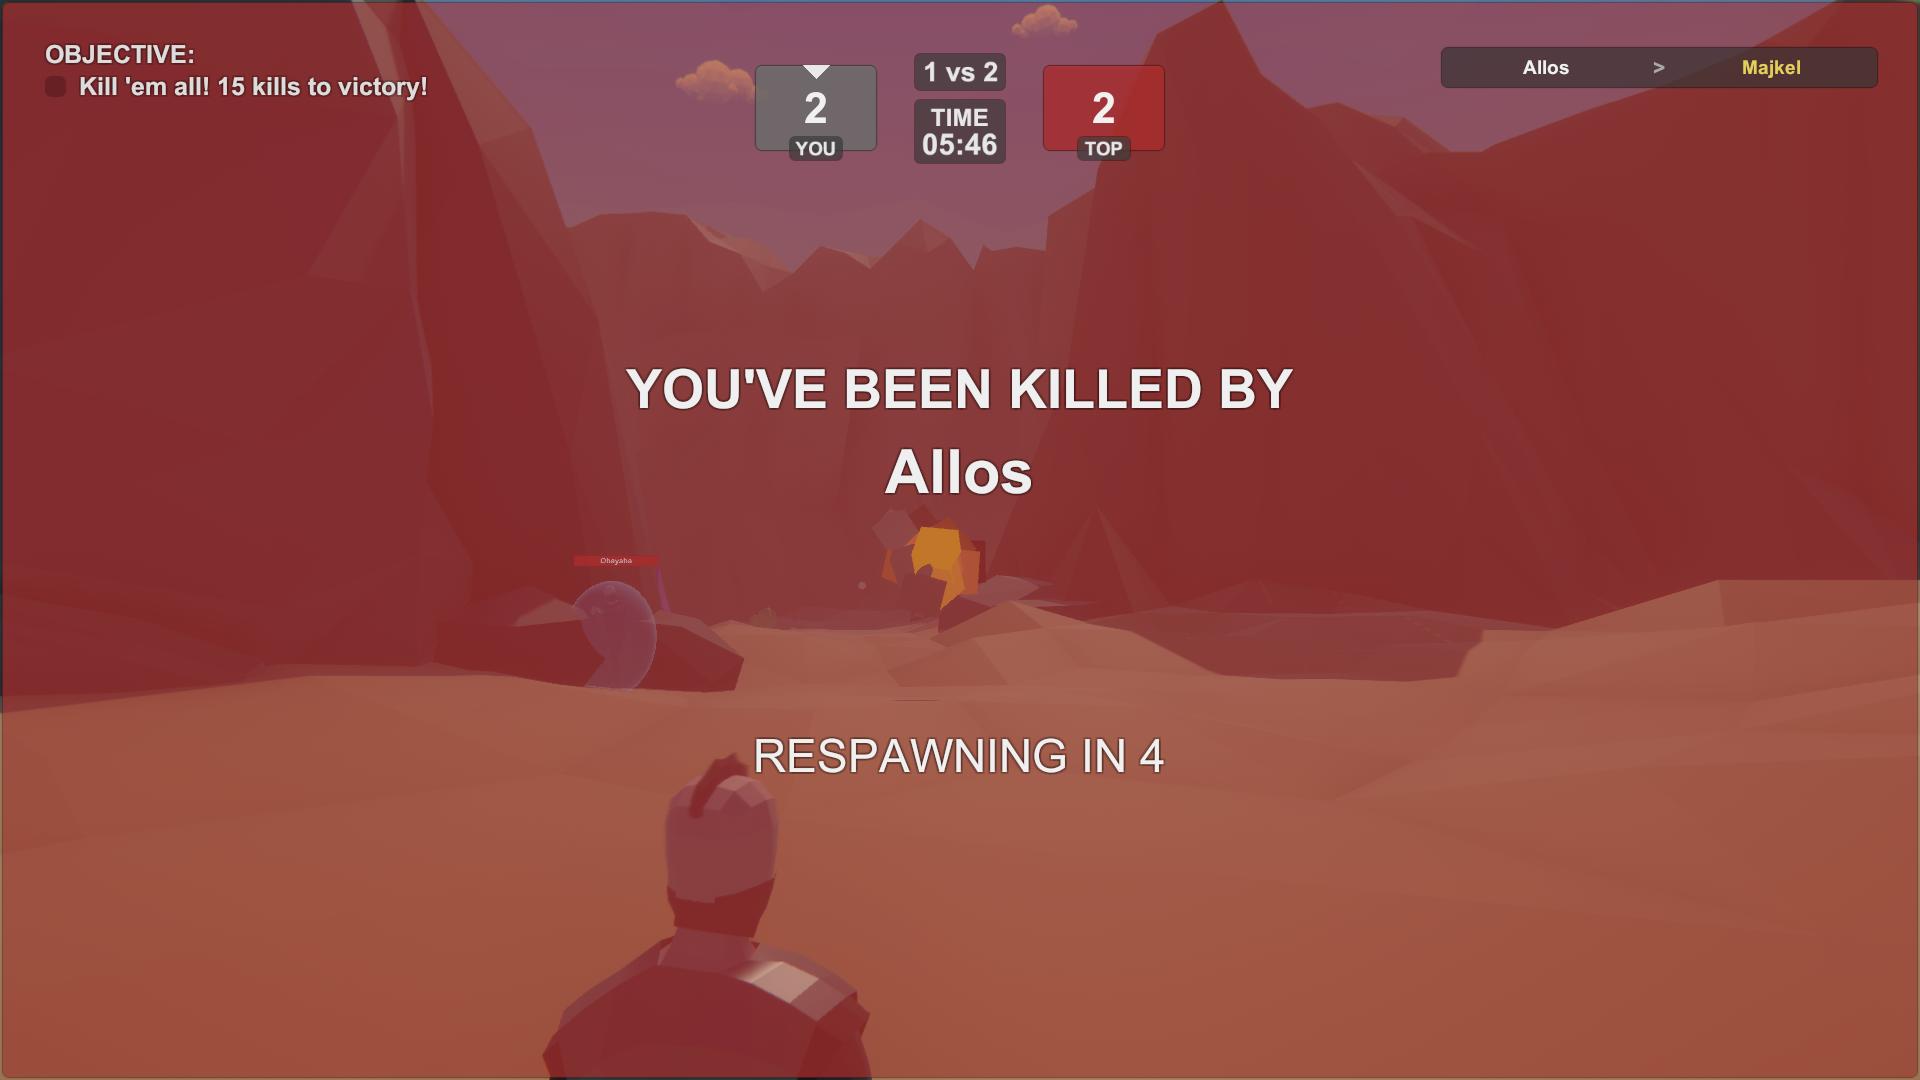 OBJECTIVE:
Kill 'em all! 15 kills to victory!
2
YOU
1 vs 2
TIME
05:46
2
TOP
Allos > Majkel
YOU'VE BEEN KILLED BY
Allos
Ohayaha
RESPAWNING IN 4